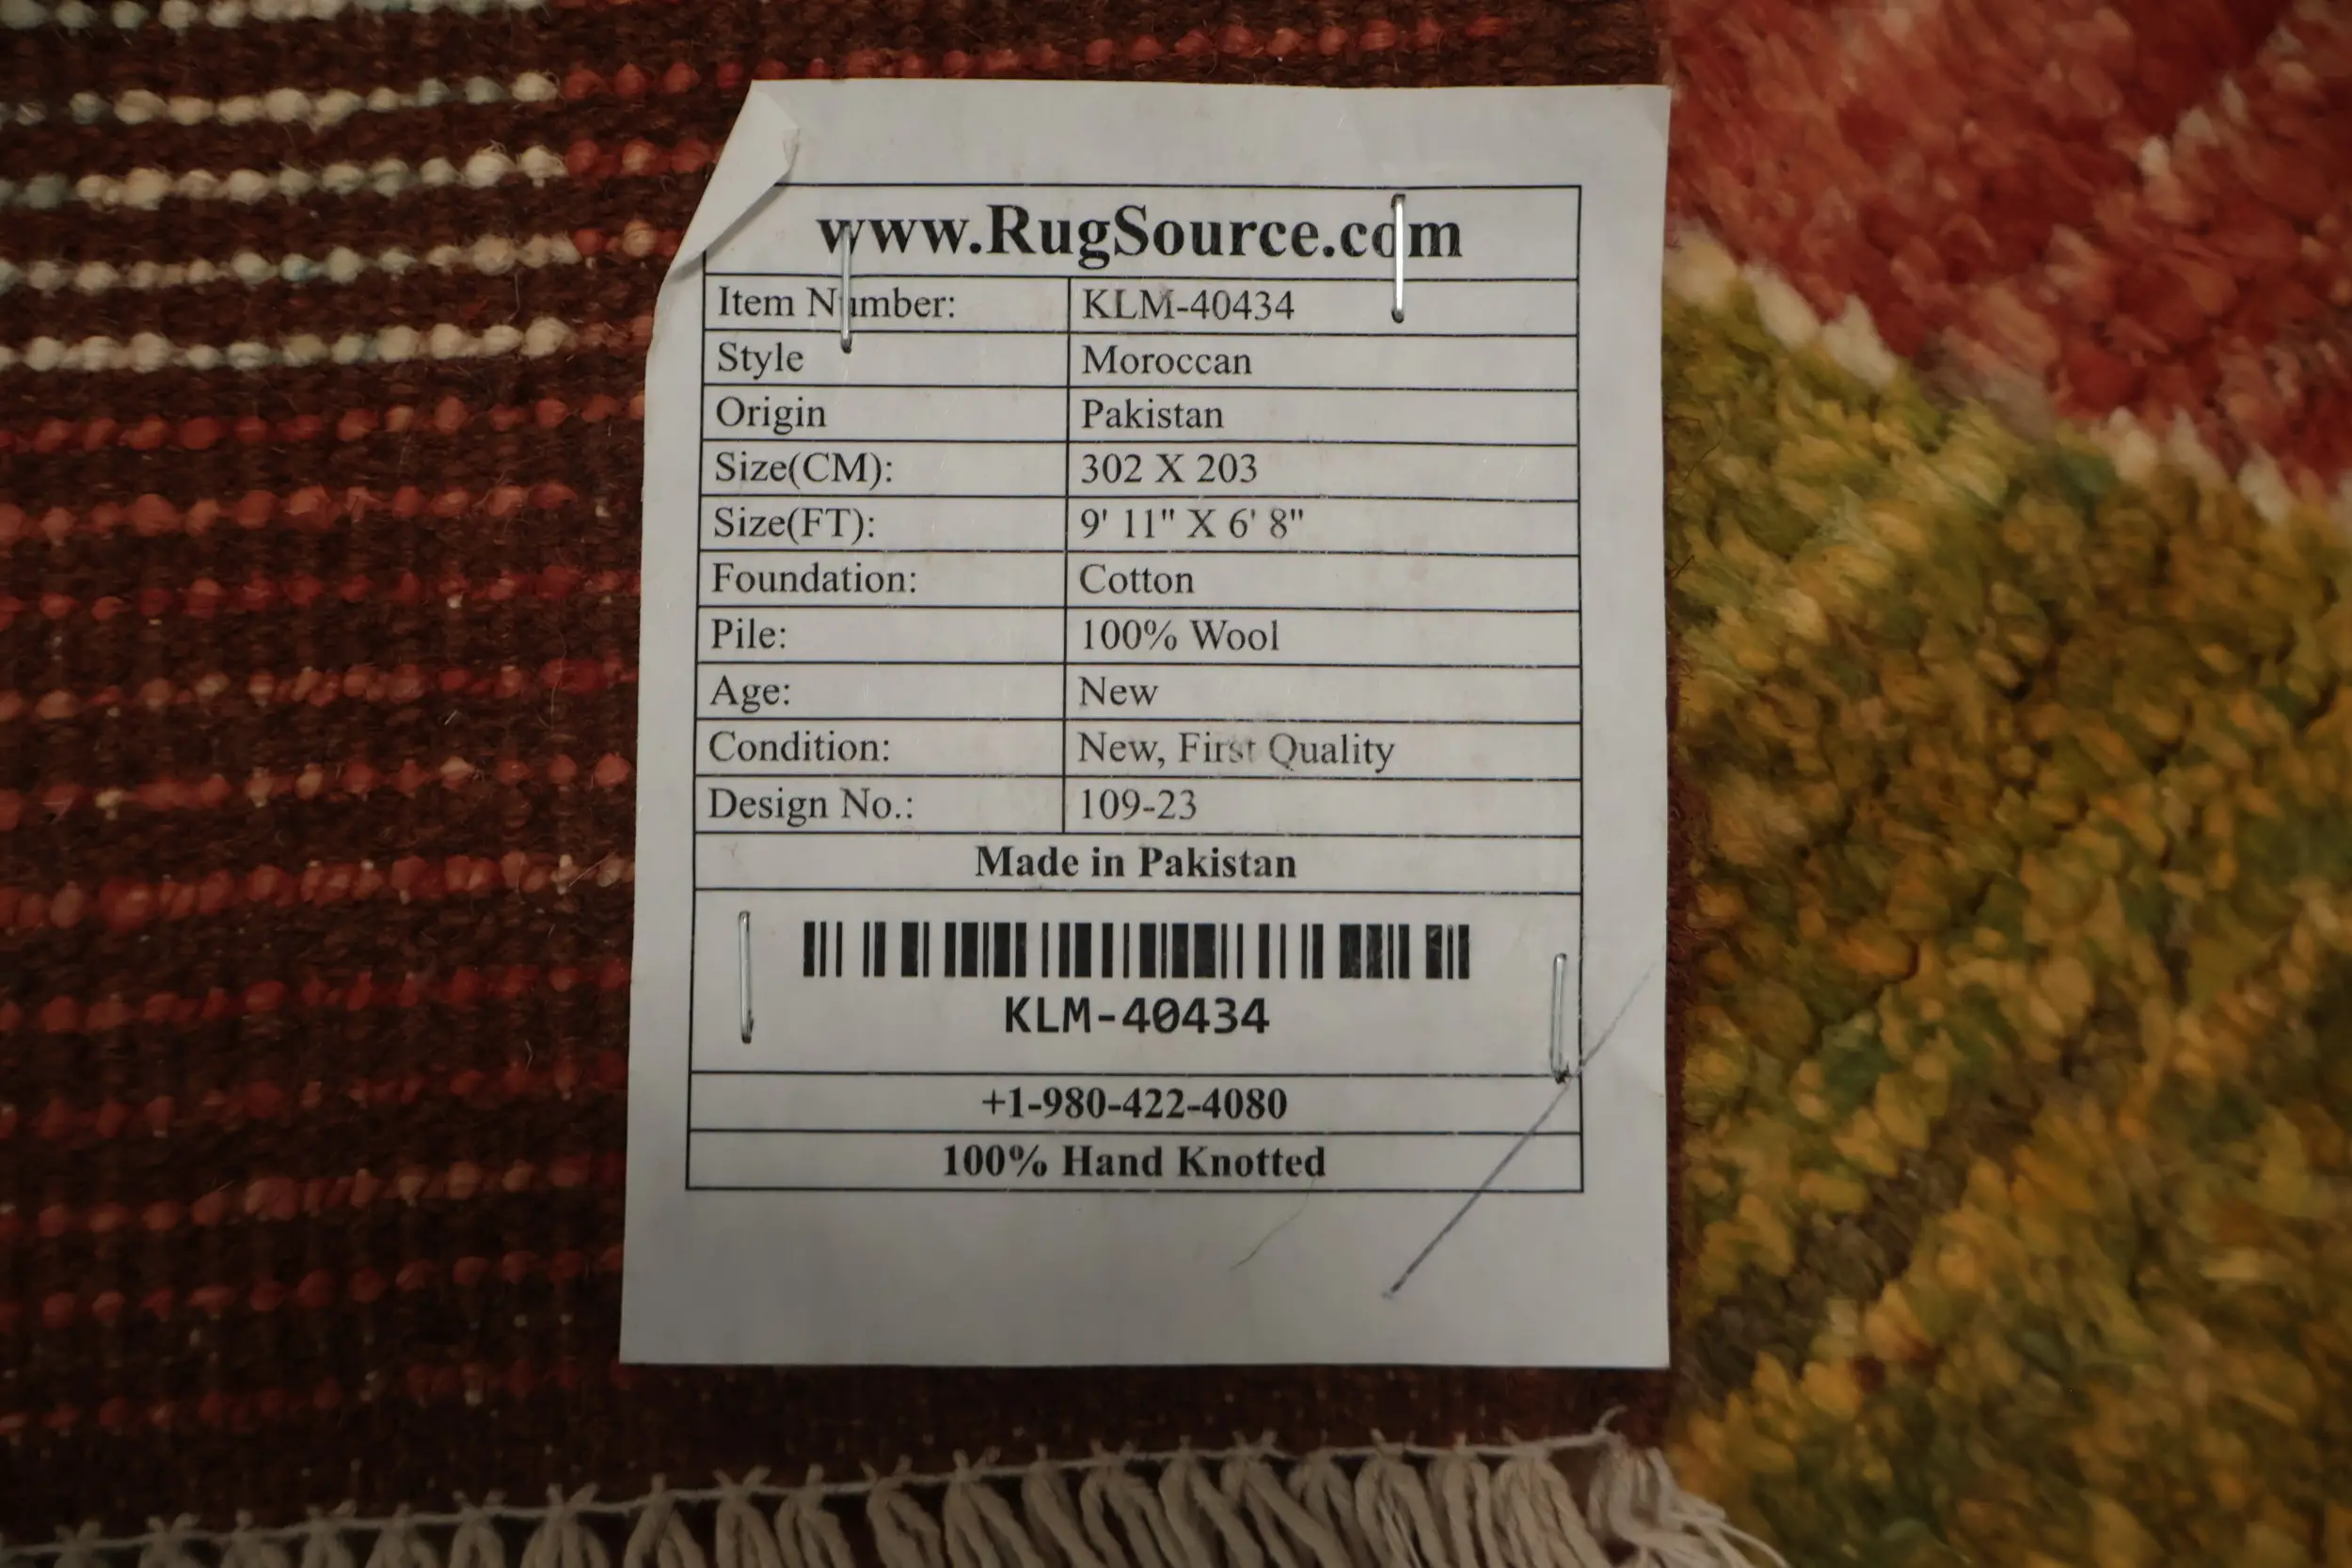 www.RugSource.com
Item Number: KLM-40434
Style Moroccan
Origin Pakistan
Size(CM): 302 X 203
Size(FT): 9' 11" X 6' 8"
Foundation: Cotton
Pile: 100% Wool
Age: New
Condition: New, First Quality
Design No.: 109-23
Made in Pakistan
KLM-40434
+1-980-422-4080
100% Hand Knotted